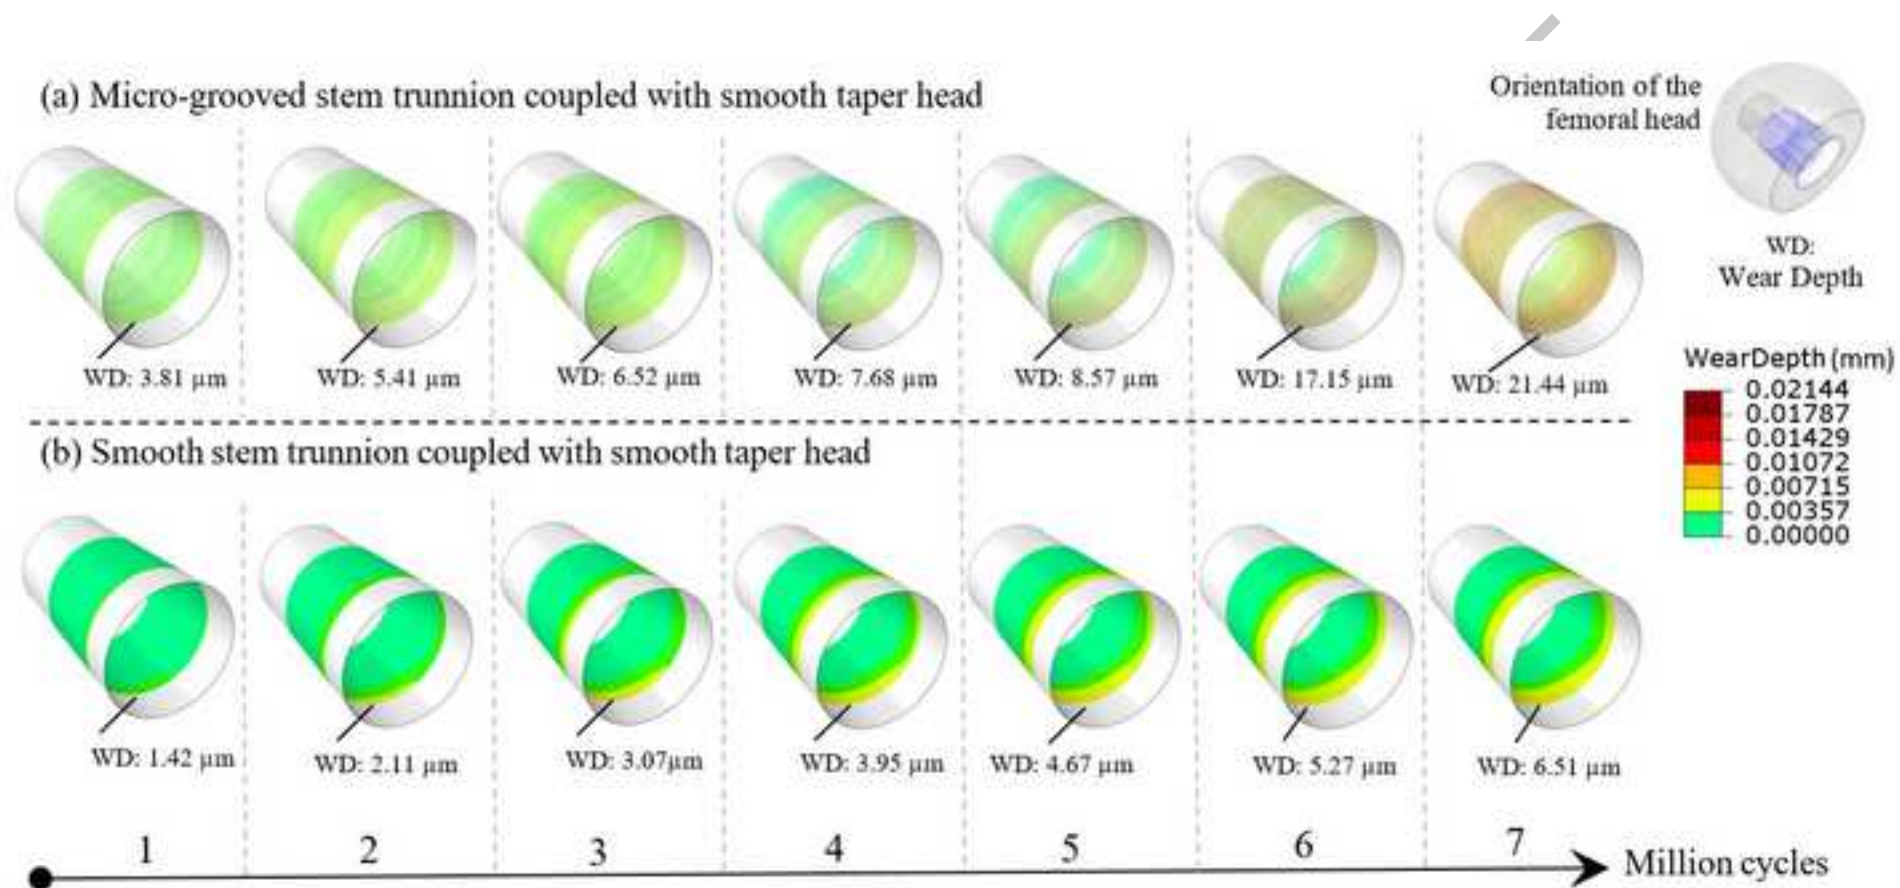 (a) Micro-grooved stem trunnion coupled with smooth taper head
Orientation of the
femoral head
WD:
Wear Depth
WD: 3.81 µm
WD: 5.41 µm
WD: 6.52 µm
WD: 7.68 µm
WD: 8.57 µm
WD: 17.15 µm
WD: 21.44 µm
WearDepth (mm)
0.02144
0.01787
0.01429
0.01072
0.00715
0.00357
0.00000
(b) Smooth stem trunnion coupled with smooth taper head
WD: 1.42 µm
WD: 2.11 µm
WD: 3.07µm
WD: 3.95 µm
WD: 4.67 µm
WD: 5.27 µm
WD: 6.51 µm
1
2
3
4
5
6
7
Million cycles